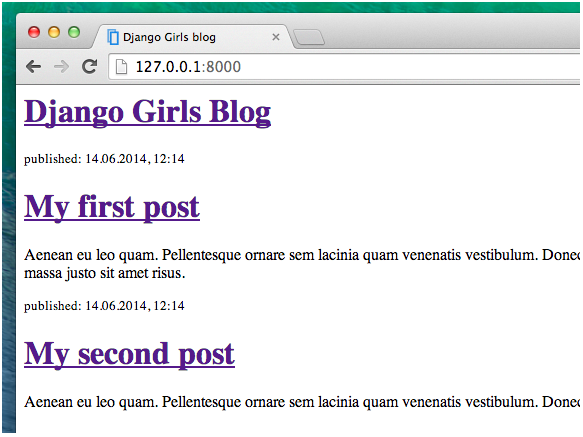 Django Girls blog
127.0.0.1:8000
Django Girls Blog
published: 14.06.2014, 12:14
My first post
Aenean eu leo quam. Pellentesque ornare sem lacinia quam venenatis vestibulum. Donec
massa justo sit amet risus.
published: 14.06.2014, 12:14
My second post
Aenean eu leo quam. Pellentesque ornare sem lacinia quam venenatis vestibulum. Donec